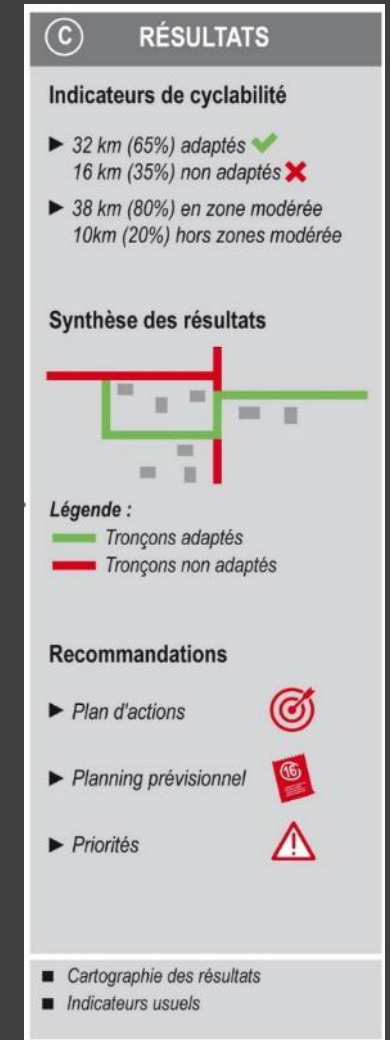 C RÉSULTATS
Indicateurs de cyclabilité
32 km (65%) adaptés
16 km (35%) non adaptés
38 km (80%) en zone modérée
10km (20%) hors zones modérée
Synthèse des résultats
Légende :
Tronçons adaptés
Tronçons non adaptés
Recommandations
Plan d'actions
Planning prévisionnel
16
Priorités
Cartographie des résultats
Indicateurs usuels